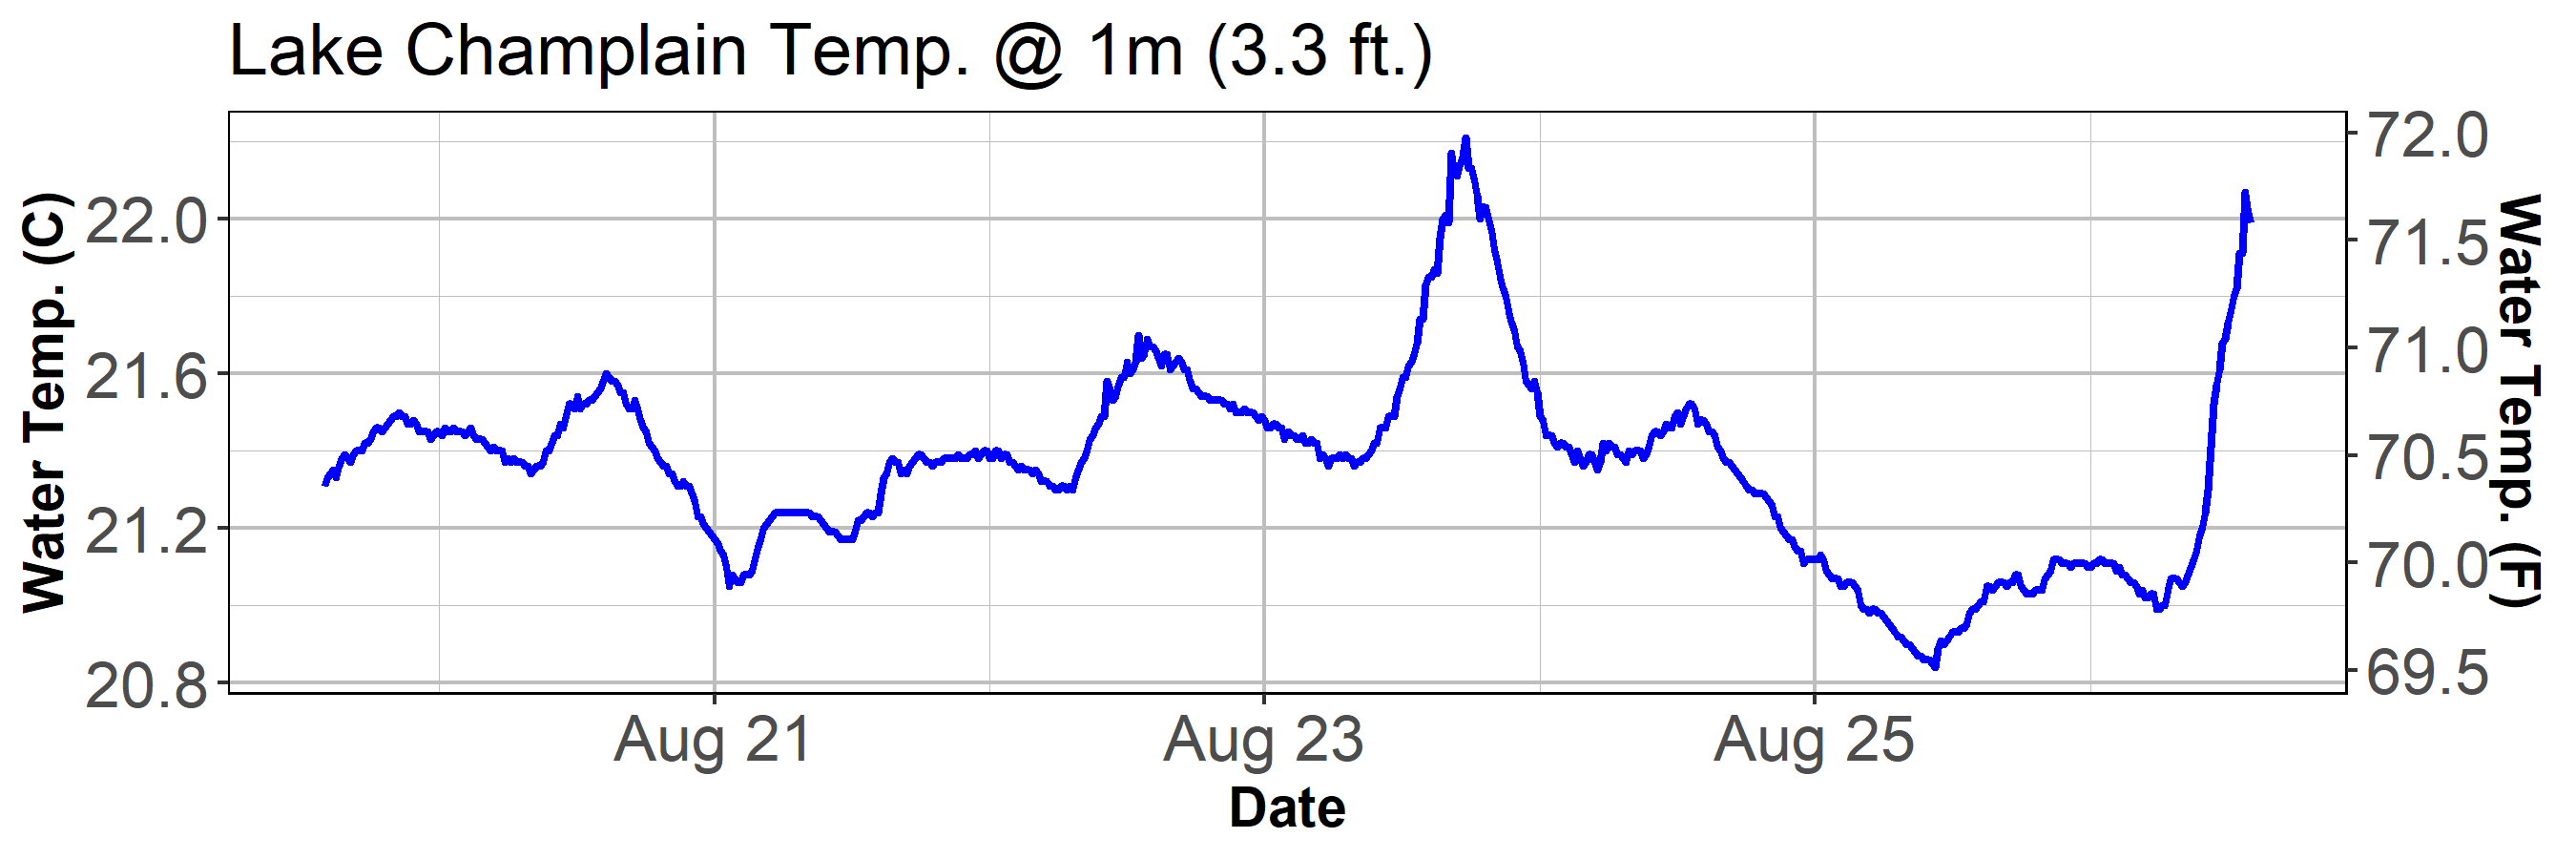 Lake Champlain Temp. @ 1m (3.3 ft.)
Water Temp. (C)
22.0
21.6
21.2
20.8
72.0
71.5
71.0
70.5
70.0
69.5
Water Temp. (F)
Aug 21
Aug 23
Aug 25
Date